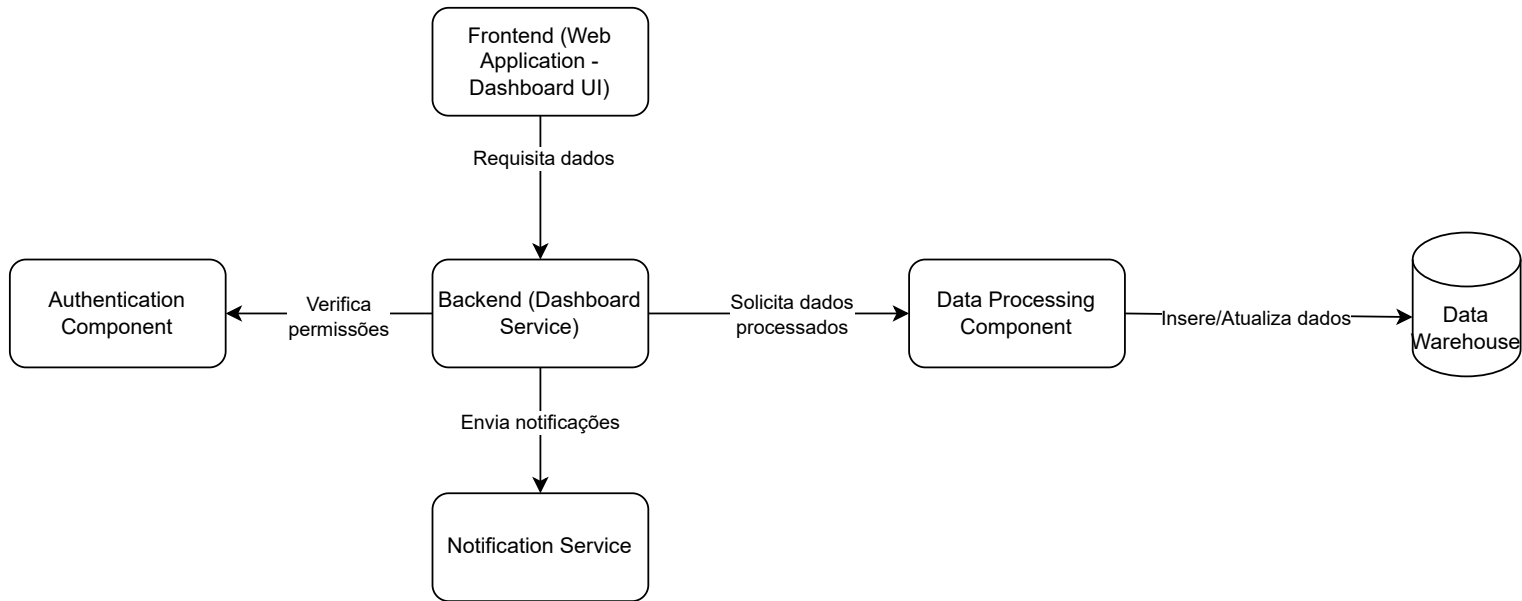 Frontend (Web
Application -
Dashboard UI)
Requisita dados
Authentication
Component
Verifica
permissões
Backend (Dashboard
Service)
Solicita dados
processados
Data Processing
Component
Insere/Atualiza dados
Data
Warehouse
Envia notificações
Notification Service